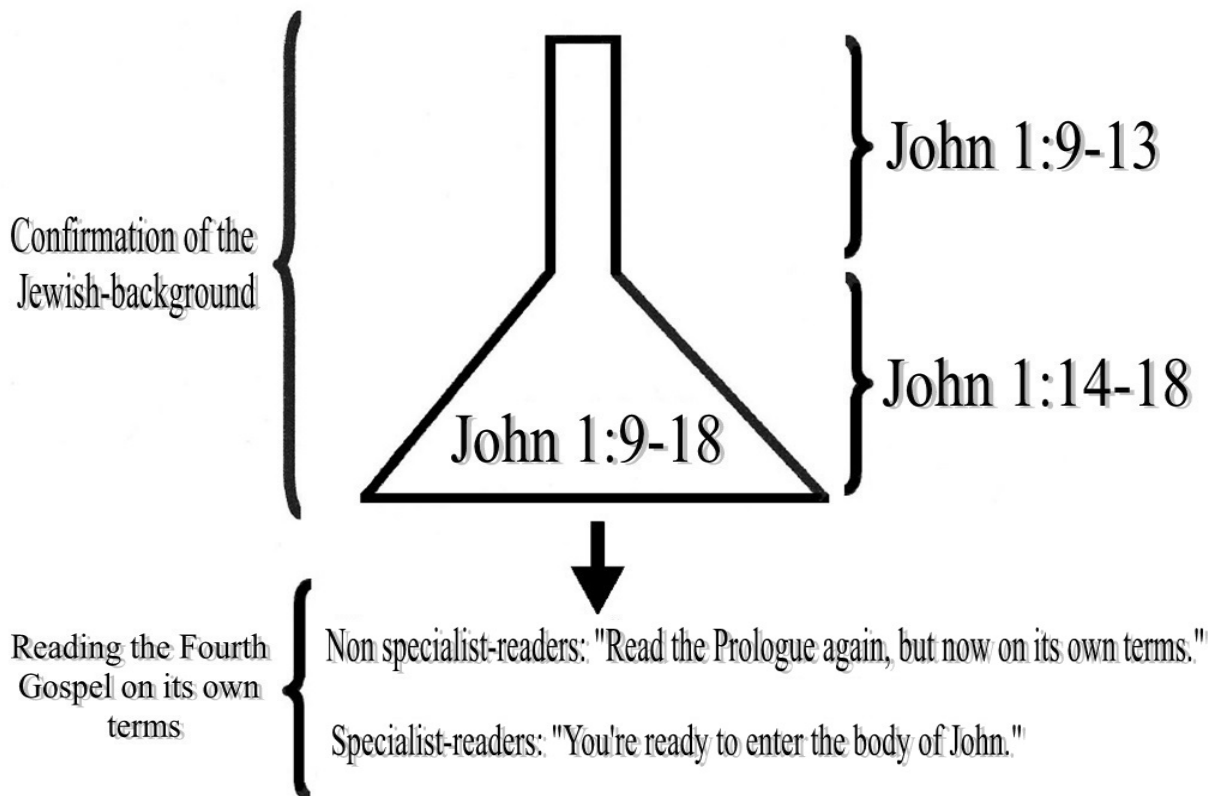 John 1:9-13
Confirmation of the
Jewish-background
John 1:14-18
John 1:9-18
Reading the Fourth
Gospel on its own
terms
Non specialist-readers: "Read the Prologue again, but now on its own terms."
Specialist-readers: "You're ready to enter the body of John."